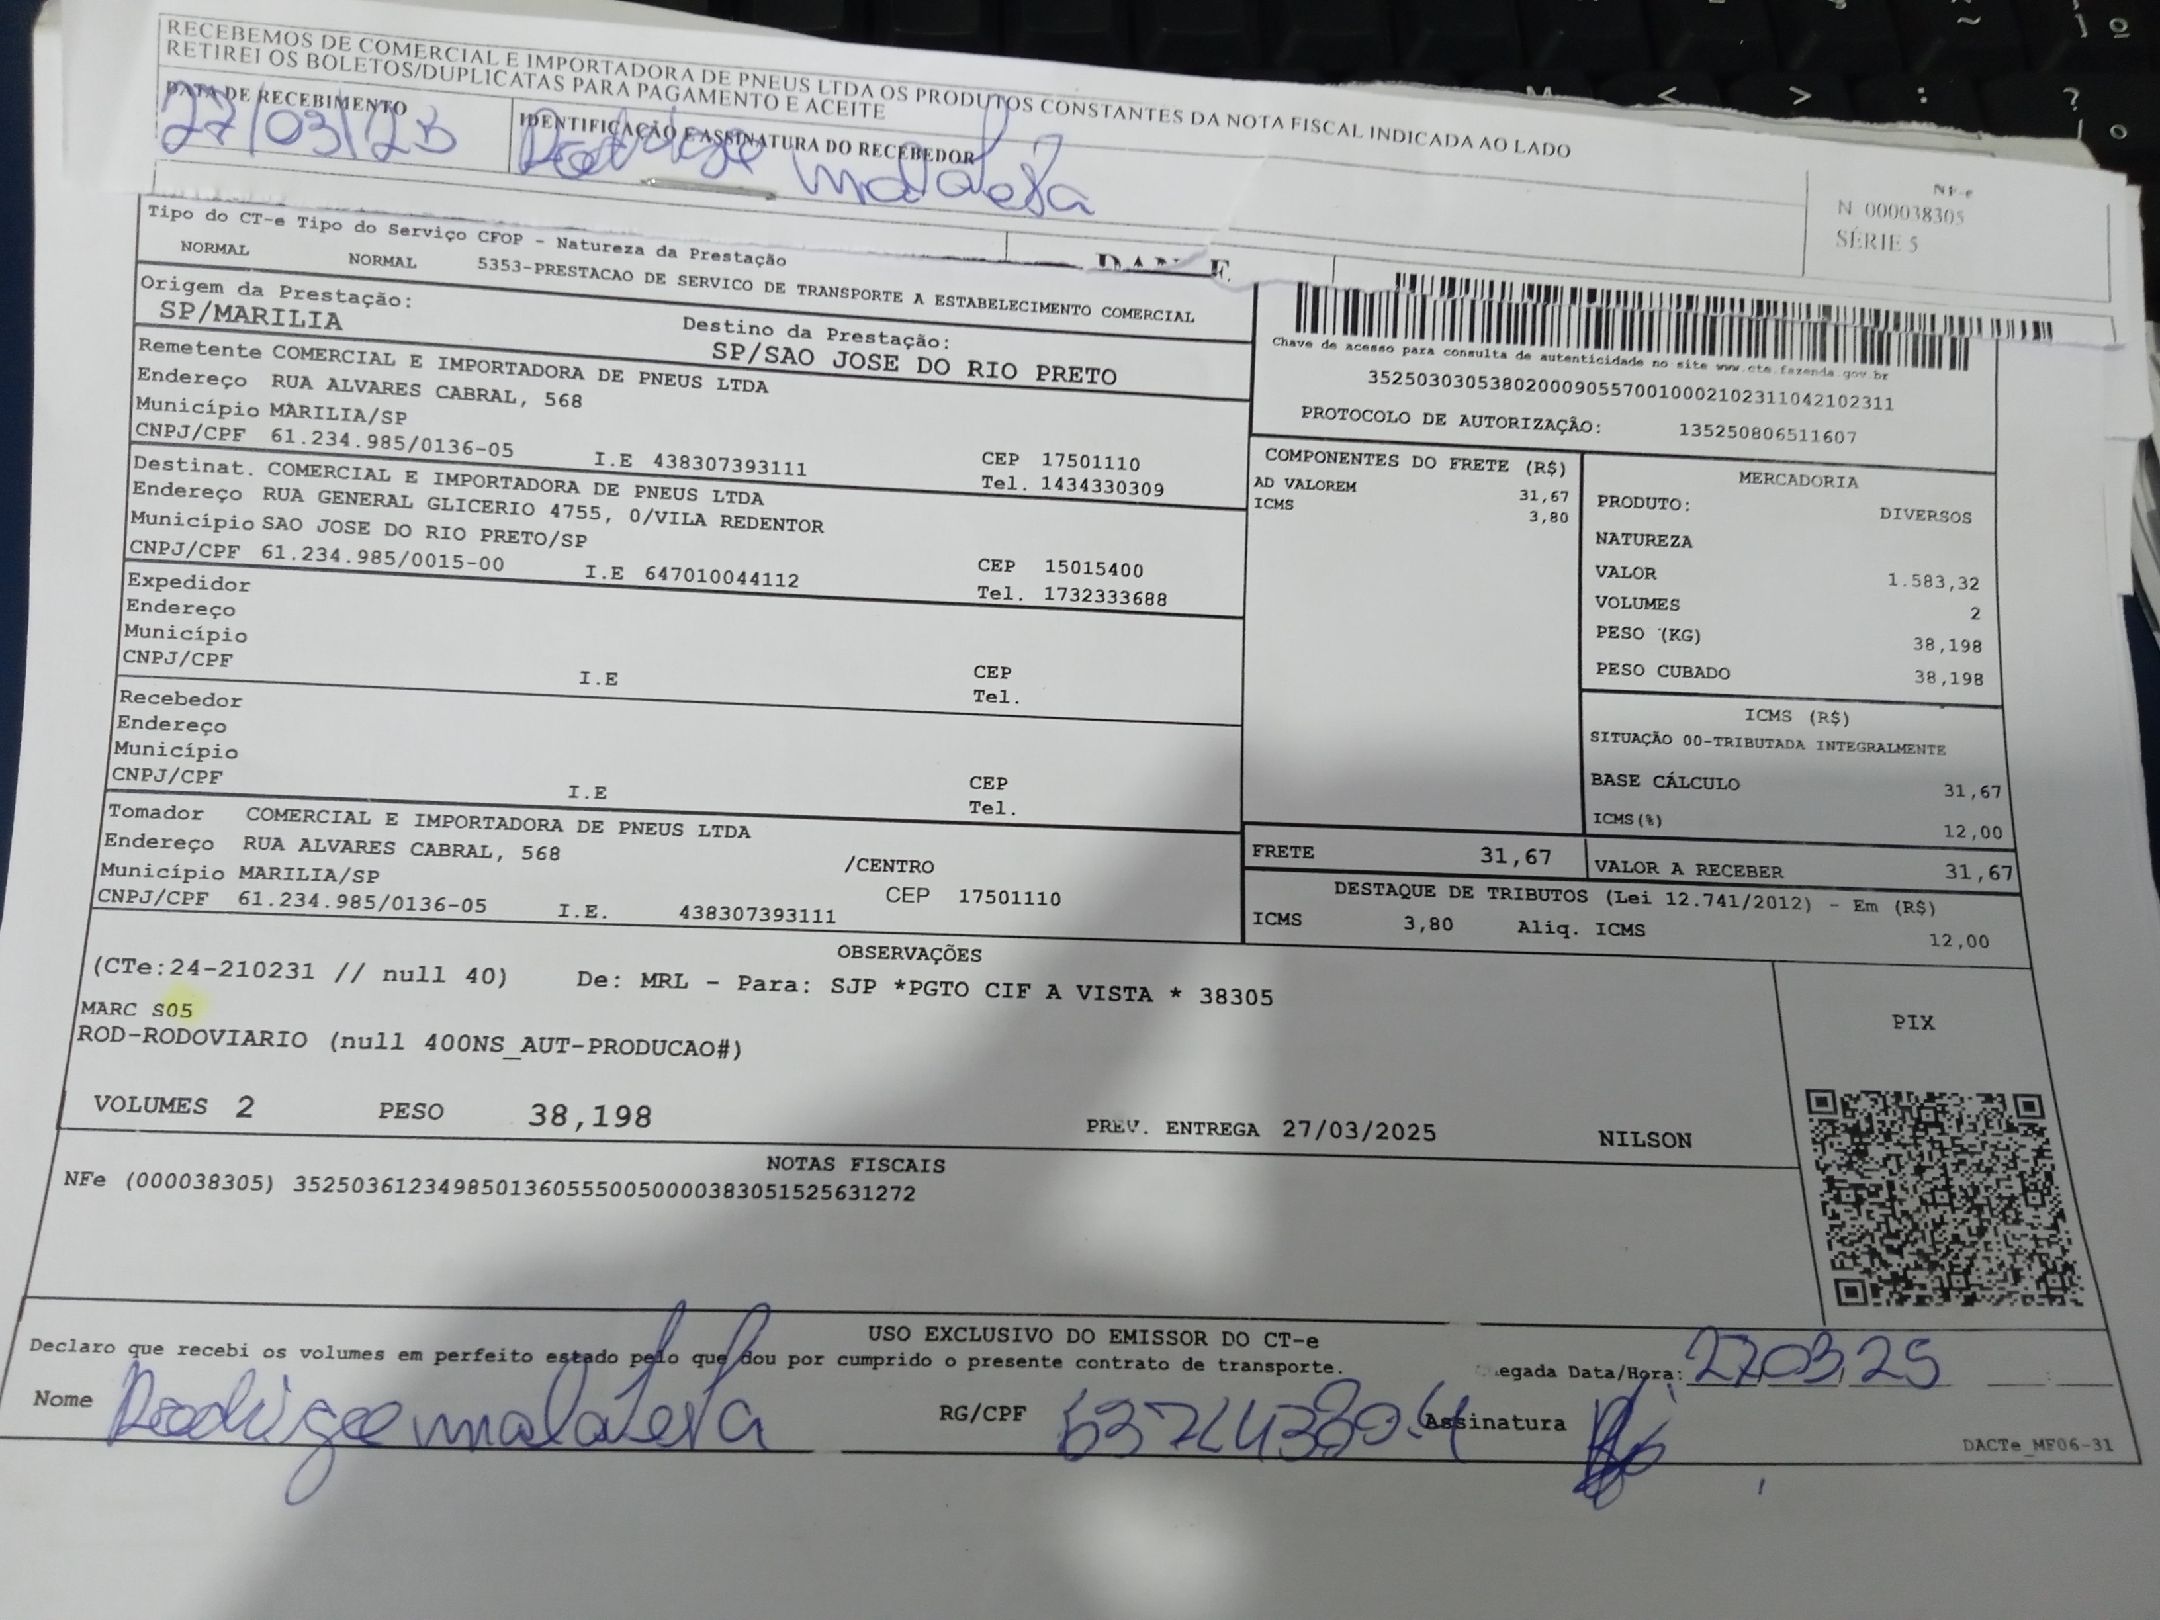 RECEBEMOS DE COMERCIAL E IMPORTADORA DE PNEUS LTDA OS PRODUTOS CONSTANTES DA NOTA FISCAL INDICADA AO LADO
RETIREI OS BOLETOS/DUPLICATAS PARA PAGAMENTO E ACEITE
DATA DE RECEBIMENTO
27/03/25
IDENTIFICAÇÃO E ASSINATURA DO RECEBEDOR
Rodrigo malatesta
NF-e
N 000038305
SÉRIE 5
Tipo do CT-e Tipo do Serviço CFOP - Natureza da Prestação
NORMAL NORMAL 5353-PRESTACAO DE SERVICO DE TRANSPORTE A ESTABELECIMENTO COMERCIAL
Origem da Prestação: Destino da Prestação:
SP/MARILIA SP/SAO JOSE DO RIO PRETO
Remetente COMERCIAL E IMPORTADORA DE PNEUS LTDA
Endereço RUA ALVARES CABRAL, 568
Município MARILIA/SP CEP 17501110
CNPJ/CPF 61.234.985/0136-05 I.E 438307393111 Tel. 1434330309
Destinat. COMERCIAL E IMPORTADORA DE PNEUS LTDA
Endereço RUA GENERAL GLICERIO 4755, 0/VILA REDENTOR
Município SAO JOSE DO RIO PRETO/SP CEP 15015400
CNPJ/CPF 61.234.985/0015-00 I.E 647010044112 Tel. 1732333688
Expedidor
Endereço
Município CEP
CNPJ/CPF I.E Tel.
Recebedor
Endereço
Município CEP
CNPJ/CPF I.E Tel.
Tomador COMERCIAL E IMPORTADORA DE PNEUS LTDA
Endereço RUA ALVARES CABRAL, 568 /CENTRO
Município MARILIA/SP CEP 17501110
CNPJ/CPF 61.234.985/0136-05 I.E. 438307393111
Chave de acesso para consulta de autenticidade no site www.cte.fazenda.gov.br
35250303053802000905570010002102311042102311
PROTOCOLO DE AUTORIZAÇÃO: 135250806511607
COMPONENTES DO FRETE (R$)
AD VALOREM 31,67
ICMS 3,80
MERCADORIA
PRODUTO: DIVERSOS
NATUREZA
VALOR 1.583,32
VOLUMES 2
PESO (KG) 38,198
PESO CUBADO 38,198
ICMS (R$)
SITUAÇÃO 00-TRIBUTADA INTEGRALMENTE
BASE CÁLCULO 31,67
ICMS(%) 12,00
FRETE 31,67 VALOR A RECEBER 31,67
DESTAQUE DE TRIBUTOS (Lei 12.741/2012) - Em (R$)
ICMS 3,80 Aliq. ICMS 12,00
OBSERVAÇÕES
(CTe:24-210231 // null 40) De: MRL - Para: SJP *PGTO CIF A VISTA * 38305
MARC S05
ROD-RODOVIARIO (null 400NS_AUT-PRODUCAO#)
PIX
VOLUMES 2 PESO 38,198 PREV. ENTREGA 27/03/2025 NILSON
NOTAS FISCAIS
NFe (000038305) 35250361234985013605550050000383051525631272
USO EXCLUSIVO DO EMISSOR DO CT-e
Declaro que recebi os volumes em perfeito estado pelo que dou por cumprido o presente contrato de transporte. egada Data/Hora: 27 03 25
Nome Rodrigo malatesta RG/CPF Assinatura
DACTe_MF06-31